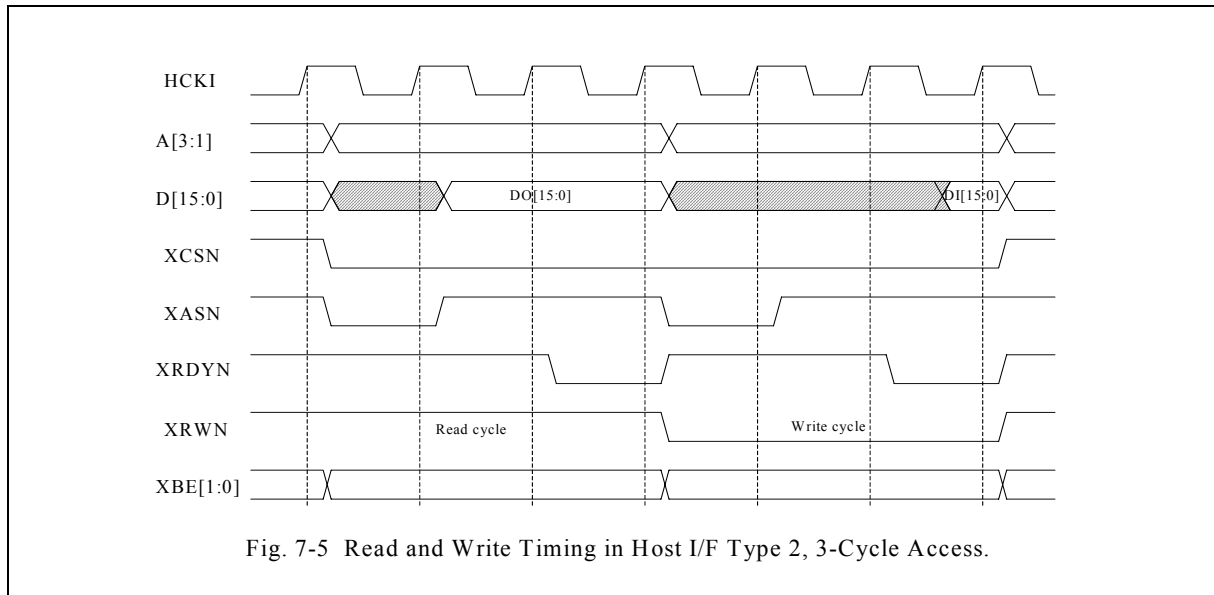 HCKI
A[3:1]
D[15:0]
DO[15:0]
DI[15:0]
XCSN
XASN
XRDYN
XRWN
Read cycle
Write cycle
XBE[1:0]
Fig. 7-5 Read and Write Timing in Host I/F Type 2, 3-Cycle Access.